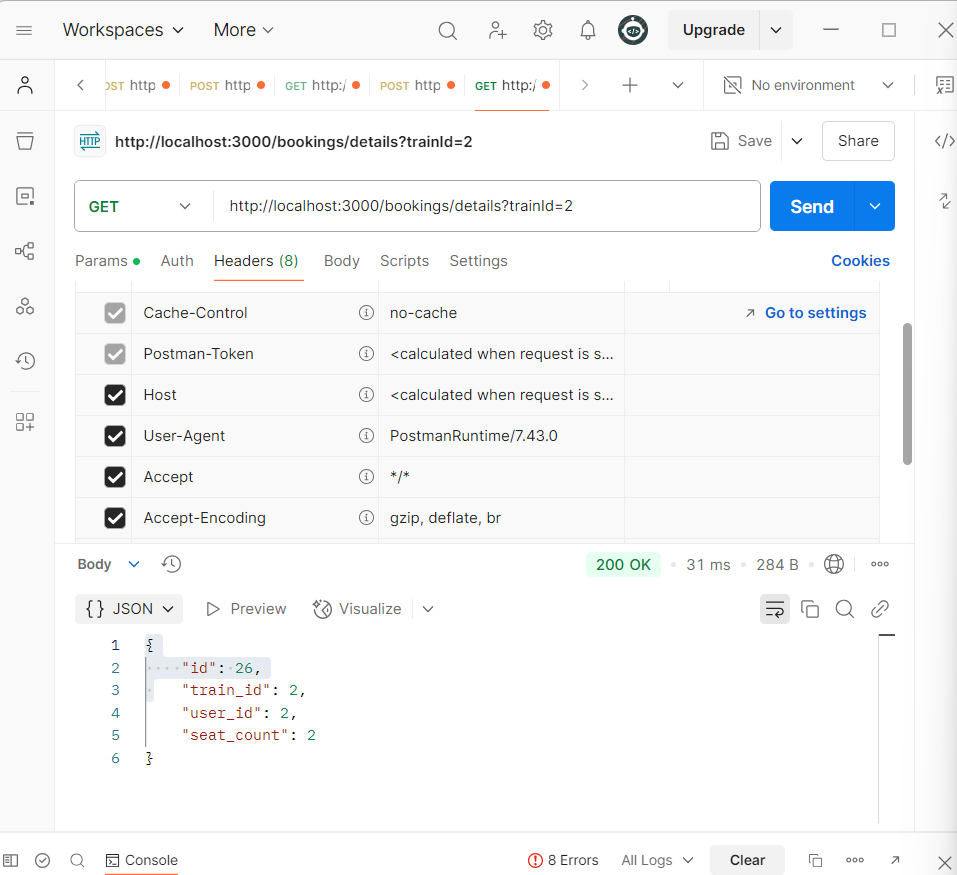 Workspaces More Upgrade
OST http POST http GET http:/ POST http GET http:/ No environment
HTTP http://localhost:3000/bookings/details?trainId=2 Save Share
GET http://localhost:3000/bookings/details?trainId=2 Send
Params Auth Headers (8) Body Scripts Settings Cookies
Cache-Control no-cache Go to settings
Postman-Token <calculated when request is s...
Host <calculated when request is s...
User-Agent PostmanRuntime/7.43.0
Accept */*
Accept-Encoding gzip, deflate, br
Body 200 OK 31 ms 284 B
{} JSON Preview Visualize
1 {
2 "id": 26,
3 "train_id": 2,
4 "user_id": 2,
5 "seat_count": 2
6 }
Console 8 Errors All Logs Clear